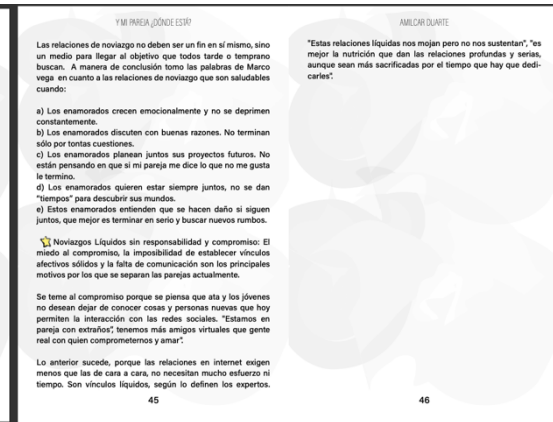 Y MI PAREJA ¿DÓNDE ESTÁ?
Las relaciones de noviazgo no deben ser un fin en sí mismo, sino
un medio para llegar al objetivo que todos tarde o temprano
buscan. A manera de conclusión tomo las palabras de Marco
vega en cuanto a las relaciones de noviazgo que son saludables
cuando:
a) Los enamorados crecen emocionalmente y no se deprimen
constantemente.
b) Los enamorados discuten con buenas razones. No terminan
sólo por tontas cuestiones.
c) Los enamorados planean juntos sus proyectos futuros. No
están pensando en que si mi pareja me dice lo que no me gusta
le termino.
d) Los enamorados quieren estar siempre juntos, no se dan
"tiempos" para descubrir sus mundos.
e) Estos enamorados entienden que se hacen daño si siguen
juntos, que mejor es terminar en serio y buscar nuevos rumbos.
Noviazgos Líquidos sin responsabilidad y compromiso: El
miedo al compromiso, la imposibilidad de establecer vínculos
afectivos sólidos y la falta de comunicación son los principales
motivos por los que se separan las parejas actualmente.
Se teme al compromiso porque se piensa que ata y los jóvenes
no desean dejar de conocer cosas y personas nuevas que hoy
permiten la interacción con las redes sociales. "Estamos en
pareja con extraños", tenemos más amigos virtuales que gente
real con quien comprometernos y amar".
Lo anterior sucede, porque las relaciones en internet exigen
menos que las de cara a cara, no necesitan mucho esfuerzo ni
tiempo. Son vínculos líquidos, según lo definen los expertos.
45
AMILCAR DUARTE
"Estas relaciones líquidas nos mojan pero no nos sustentan", "es
mejor la nutrición que dan las relaciones profundas y serias,
aunque sean más sacrificadas por el tiempo que hay que dedi-
carles".
46